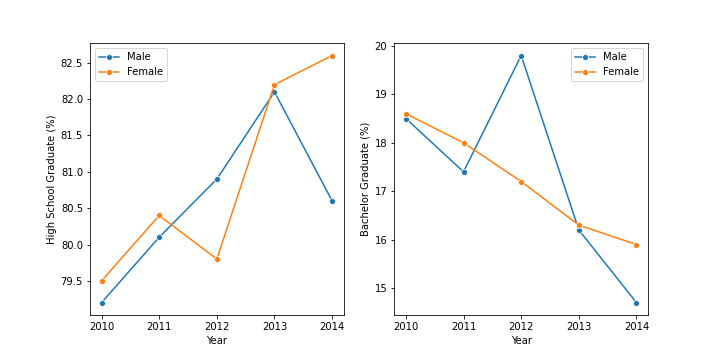 Male
Female
High School Graduate (%)
82.5
82.0
81.5
81.0
80.5
80.0
79.5
2010 2011 2012 2013 2014
Year
Male
Female
Bachelor Graduate (%)
20
19
18
17
16
15
2010 2011 2012 2013 2014
Year